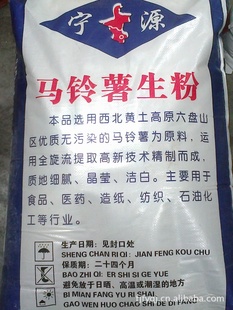 宁 源
马铃薯生粉
本品选用西北黄土高原六盘山
区优质无污染的马铃薯为原料，运
用全旋流提取高新技术精制而成，
质地细腻、晶莹、洁白。主要用于
食品、医药、造纸、纺织、石油化
工等行业。
生产日期：见封口处
SHENG CHAN RI QI: JIAN FENG KOU CHU
保质期：二十四个月
BAO ZHI QI: ER SHI SI GE YUE
避免放于日晒、高温或潮湿的地方
BI MIAN FANG YU RI SHAI
GAO WEN HUO CHAO SHI DE DI FANG